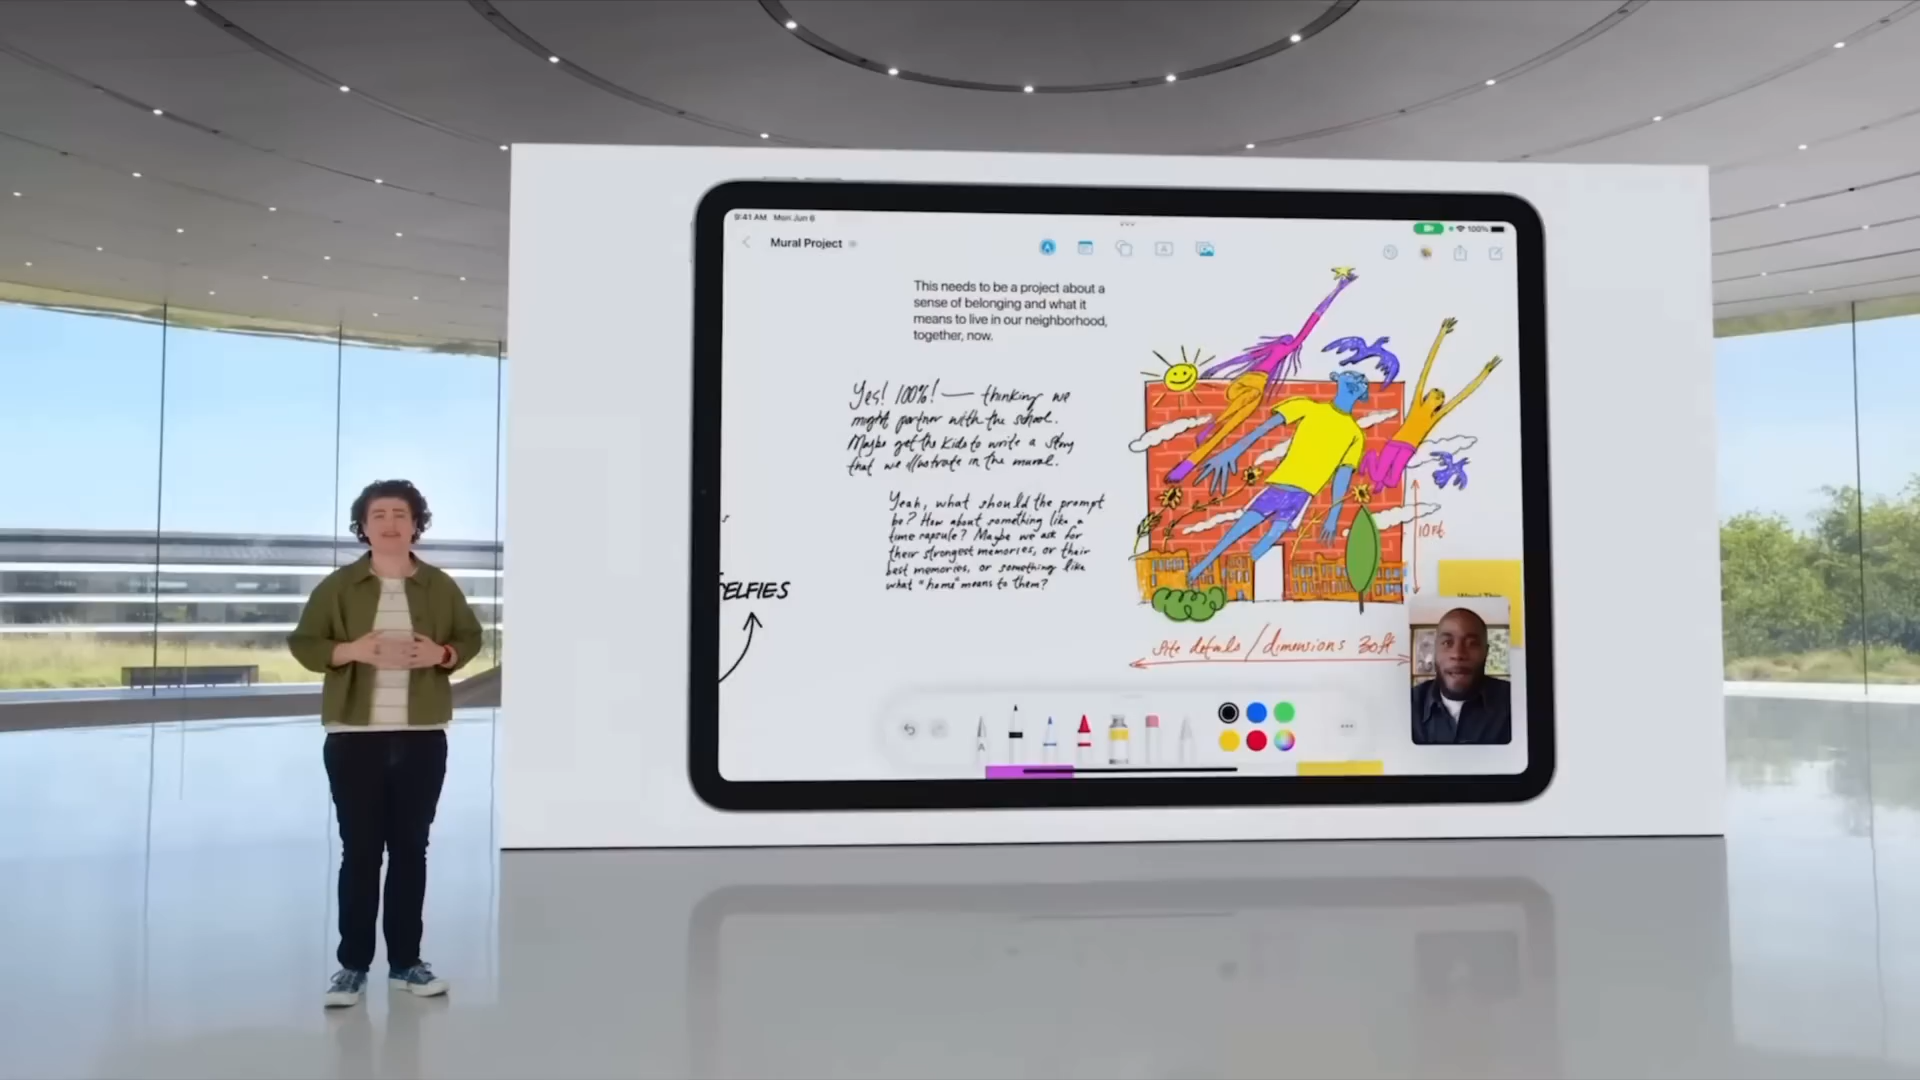 9:41 AM Mon Jun 6
100%
Mural Project
This needs to be a project about a
sense of belonging and what it
means to live in our neighborhood,
together, now.
Yes! 100%! — thinking we
might partner with the school.
Maybe get the kids to write a story
that we illustrate in the mural.
Yeah, what should the prompt
be? How about something like a
time capsule? Maybe we ask for
their strongest memories, or their
best memories, or something like
what "home" means to them?
ELFIES
10 Ft
Site details / dimensions 30ft